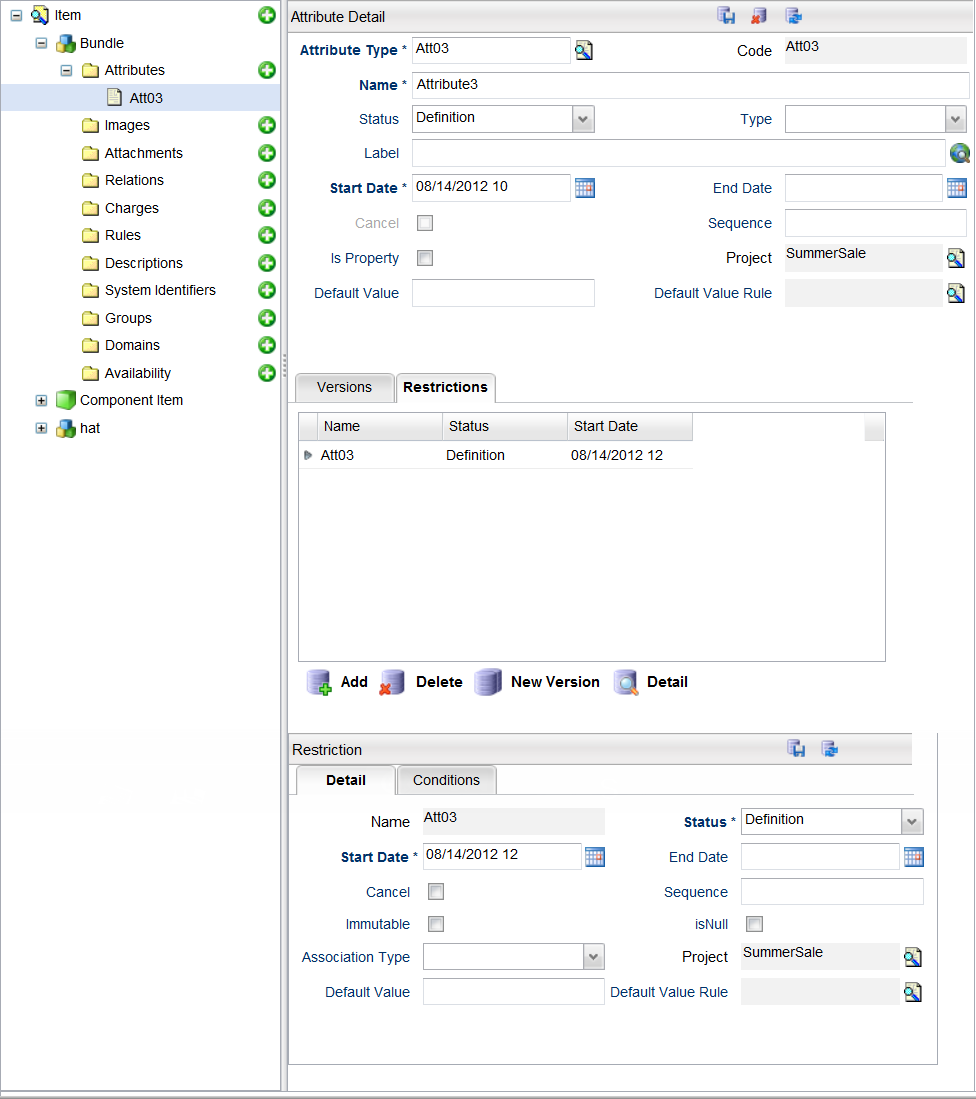 Item
Bundle
Attributes
Att03
Images
Attachments
Relations
Charges
Rules
Descriptions
System Identifiers
Groups
Domains
Availability
Component Item
hat
Attribute Detail
Attribute Type * Att03 Code Att03
Name * Attribute3
Status Definition Type
Label
Start Date * 08/14/2012 10 End Date
Cancel Sequence
Is Property Project SummerSale
Default Value Default Value Rule
Versions Restrictions
Name Status Start Date
Att03 Definition 08/14/2012 12
Add Delete New Version Detail
Restriction
Detail Conditions
Name Att03 Status * Definition
Start Date * 08/14/2012 12 End Date
Cancel Sequence
Immutable isNull
Association Type Project SummerSale
Default Value Default Value Rule